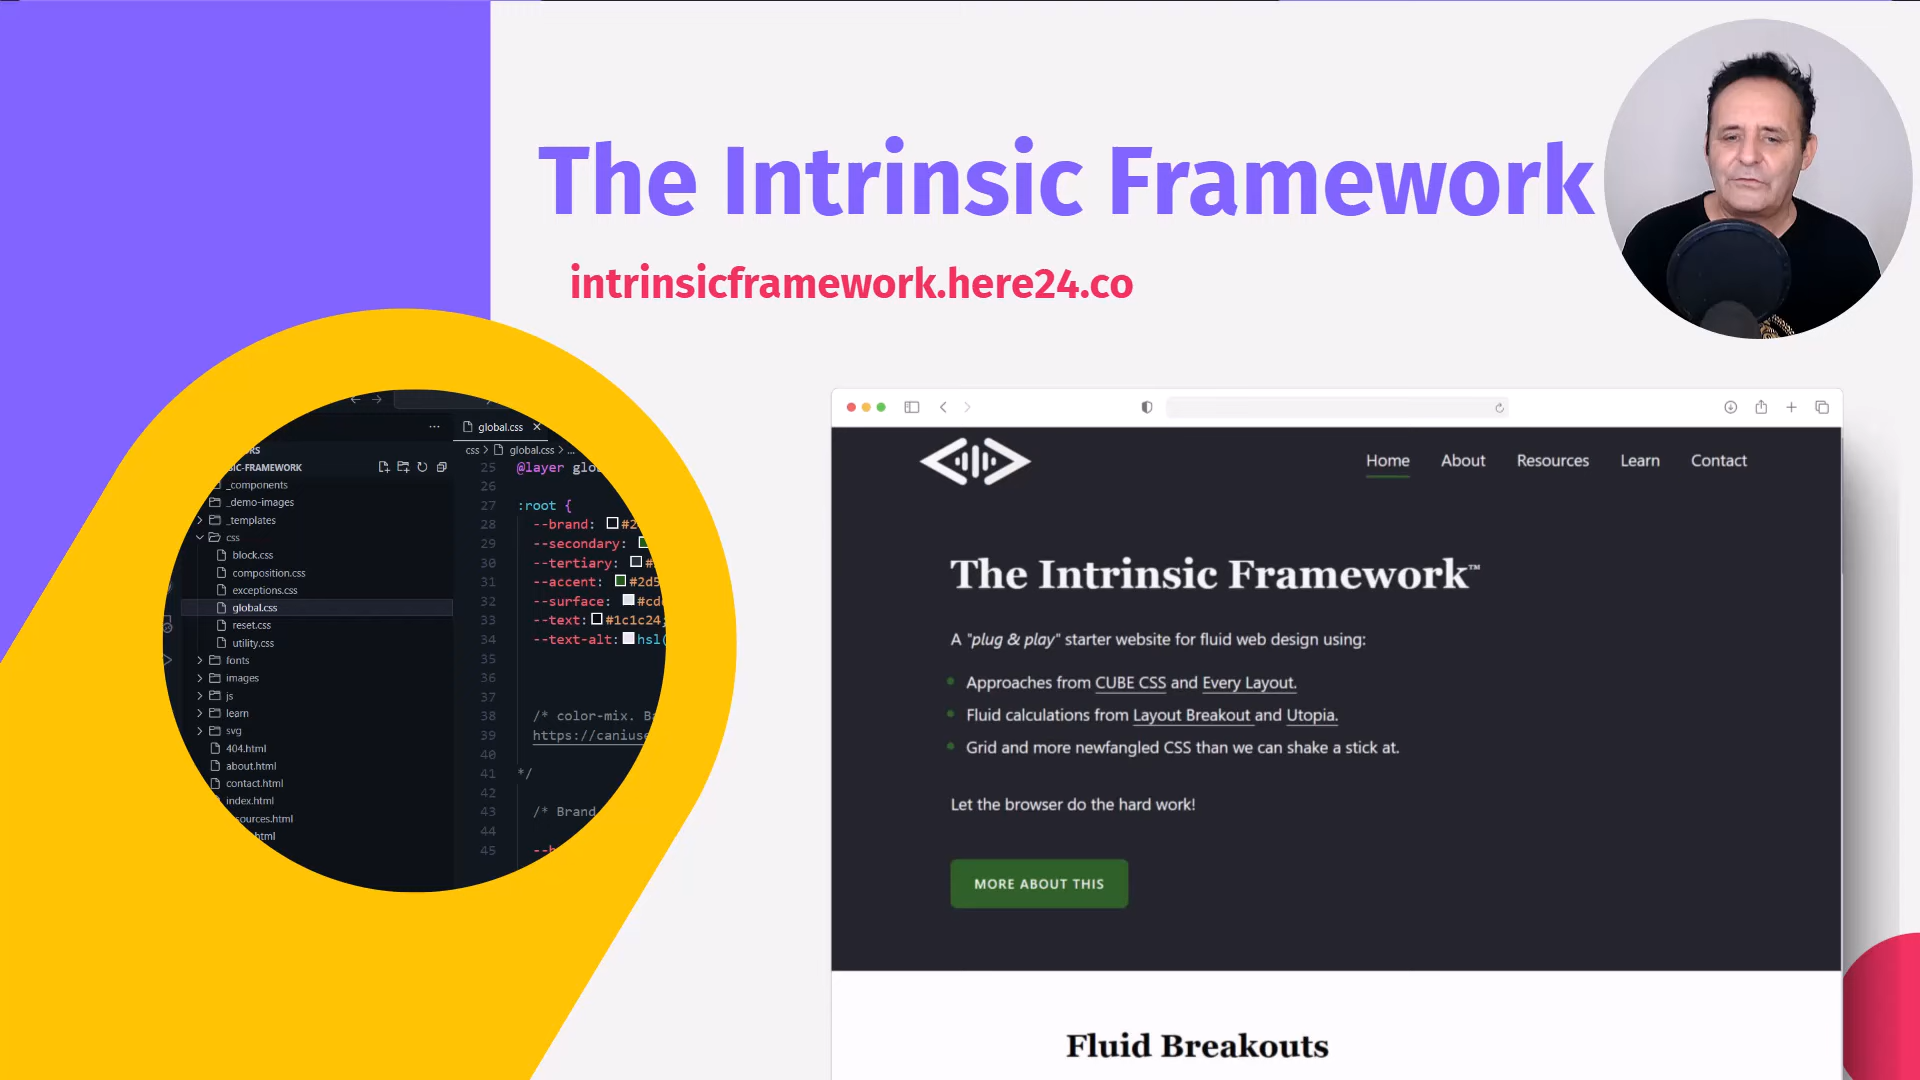 The Intrinsic Framework
intrinsicframework.here24.co
global.css
css > global.css > ...
IC-FRAMEWORK
_components
_demo-images
_templates
css
block.css
composition.css
exceptions.css
global.css
reset.css
utility.css
fonts
images
js
learn
svg
404.html
about.html
contact.html
index.html
25 @layer
26
27 :root {
28 --brand:
29 --secondary:
30 --tertiary:
31 --accent: #2d5
32 --surface:
33 --text: #1c1c24;
34 --text-alt: hsl(
35
36
37
38 /* color-mix.
39 https://caniuse
40
41 */
42
43 /* Brand
44
45
Home About Resources Learn Contact
The Intrinsic Framework™
A "plug & play" starter website for fluid web design using:
Approaches from CUBE CSS and Every Layout.
Fluid calculations from Layout Breakout and Utopia.
Grid and more newfangled CSS than we can shake a stick at.
Let the browser do the hard work!
MORE ABOUT THIS
Fluid Breakouts